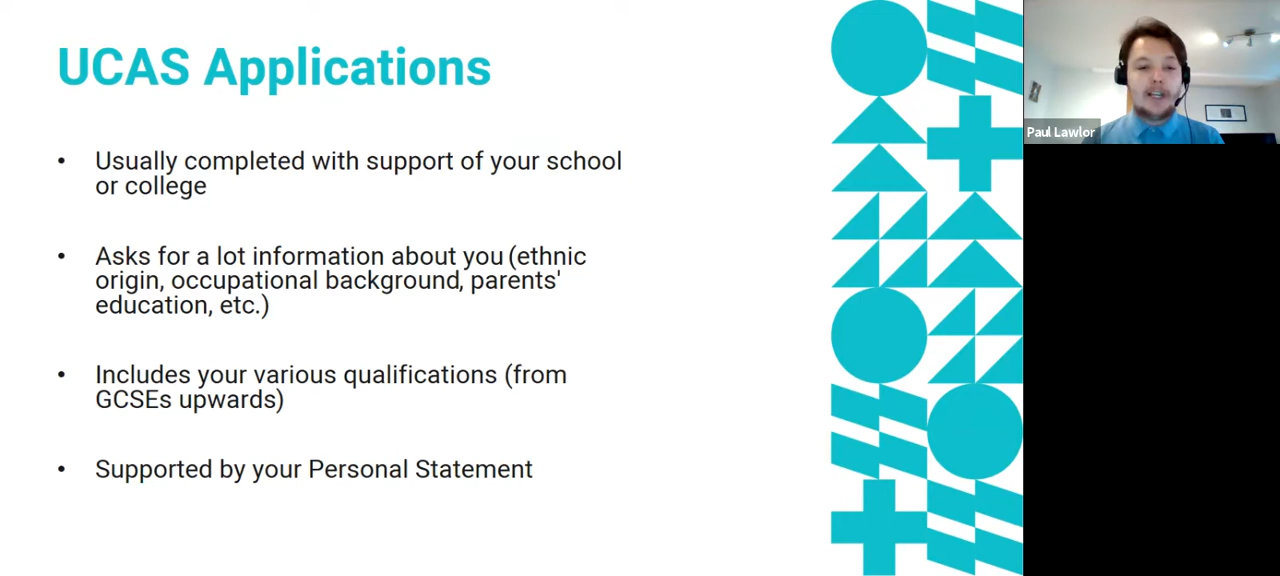 UCAS Applications
• Usually completed with support of your school
or college
• Asks for a lot information about you (ethnic
origin, occupational background, parents'
education, etc.)
• Includes your various qualifications (from
GCSEs upwards)
• Supported by your Personal Statement
Paul Lawlor